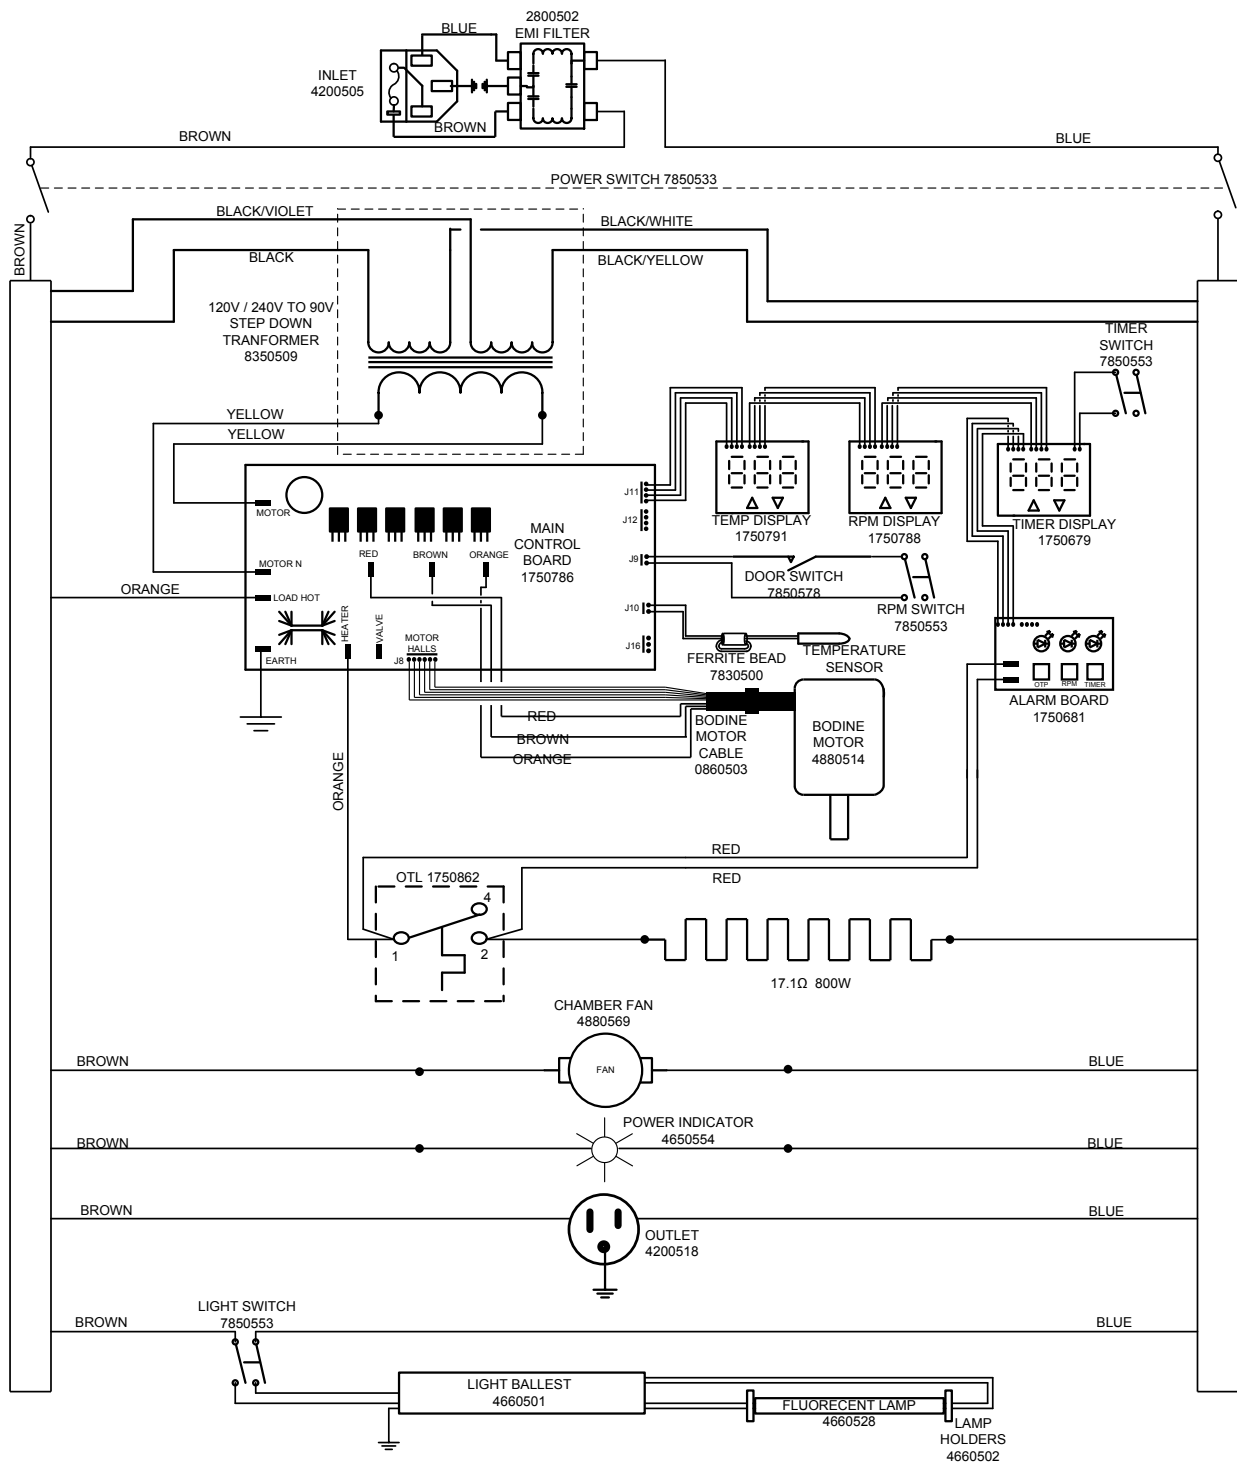 2800502
EMI FILTER
BLUE
INLET
4200505
BROWN
BROWN
BLUE
POWER SWITCH 7850533
BLACK/VIOLET
BLACK/WHITE
BROWN
BLACK
BLACK/YELLOW
120V / 240V TO 90V
STEP DOWN
TRANFORMER
8350509
TIMER
SWITCH
7850553
YELLOW
YELLOW
MOTOR
MOTOR N
ORANGE
LOAD HOT
EARTH
HEATER
VALVE
RED
BROWN
ORANGE
MAIN
CONTROL
BOARD
1750786
MOTOR
HALLS
J8
J11
J12
J9
J10
J16
TEMP DISPLAY
1750791
RPM DISPLAY
1750788
TIMER DISPLAY
1750679
DOOR SWITCH
7850578
RPM SWITCH
7850553
FERRITE BEAD
7830500
TEMPERATURE
SENSOR
OTP
RPM
TIMER
ALARM BOARD
1750681
RED
BROWN
ORANGE
BODINE
MOTOR
CABLE
0860503
BODINE
MOTOR
4880514
ORANGE
RED
RED
OTL 1750862
4
1
2
17.1Ω 800W
CHAMBER FAN
4880569
BROWN
FAN
BLUE
POWER INDICATOR
4650554
BROWN
BLUE
BROWN
BLUE
OUTLET
4200518
LIGHT SWITCH
7850553
BROWN
BLUE
LIGHT BALLEST
4660501
FLUORECENT LAMP
4660528
LAMP
HOLDERS
4660502